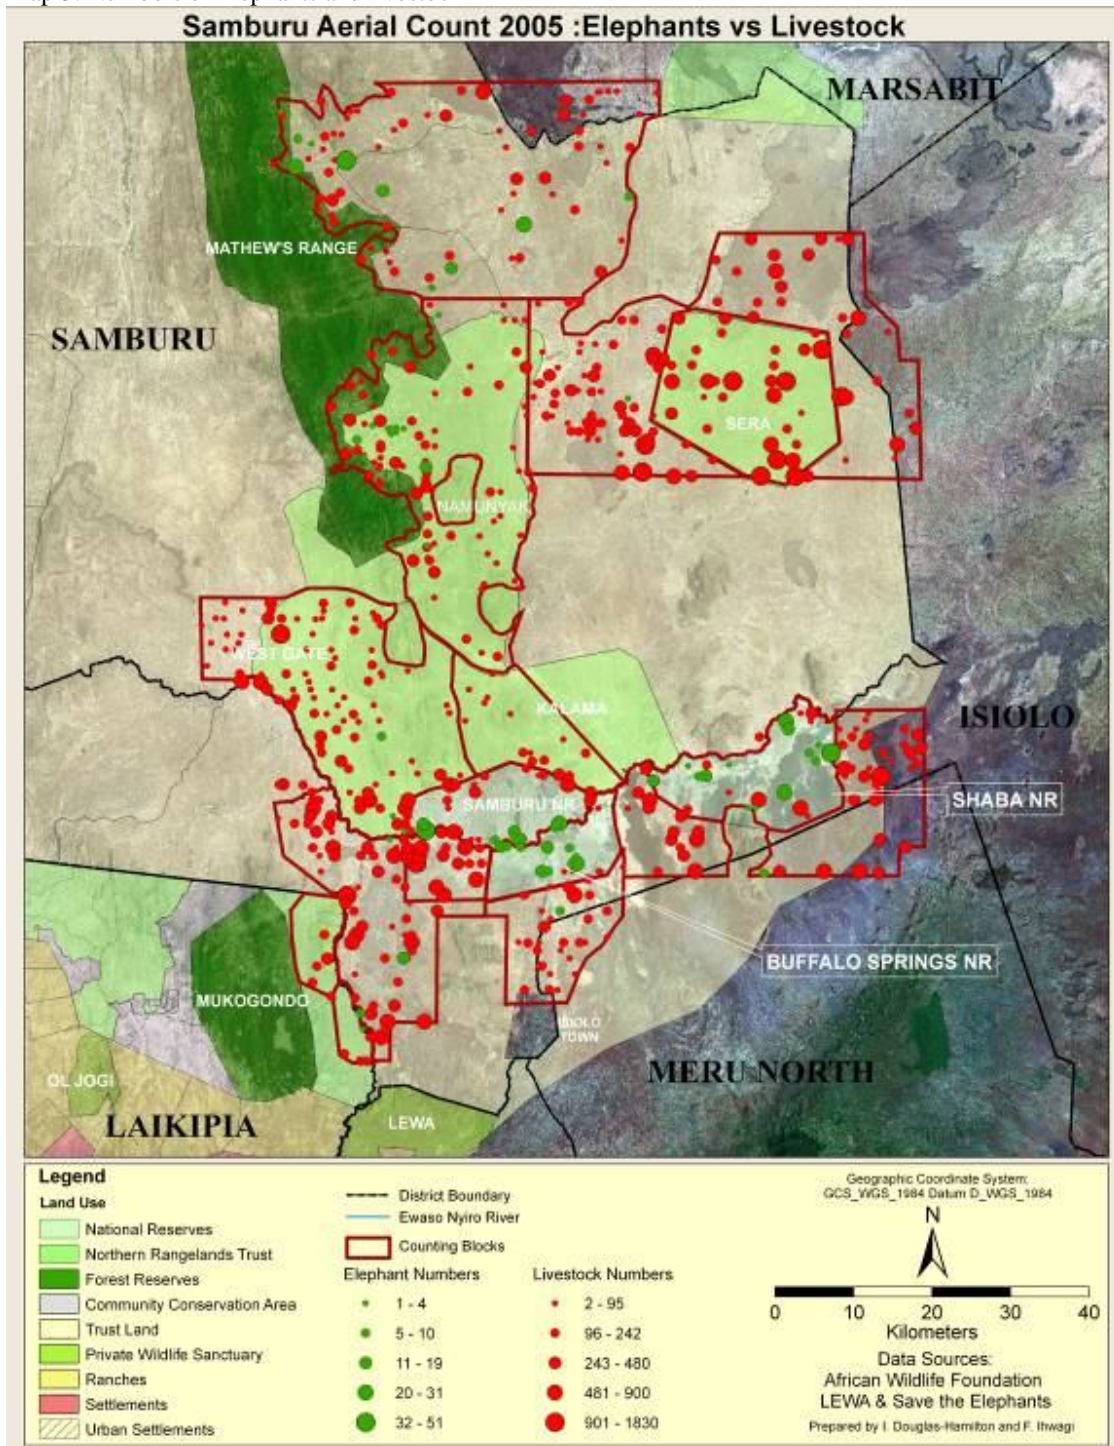 Samburu Aerial Count 2005 :Elephants vs Livestock
MARSABIT
MATHEW'S RANGE
SAMBURU
SERA
NAMUNYAK
WEST GATE
KALAMA
ISIOLO
SAMBURU NR
SHABA NR
BUFFALO SPRINGS NR
MUKOGONDO
ISIOLO
TOWN
OL JOGI
MERU NORTH
LAIKIPIA
LEWA
Legend
Land Use
National Reserves
Northern Rangelands Trust
Forest Reserves
Community Conservation Area
Trust Land
Private Wildlife Sanctuary
Ranches
Settlements
Urban Settlements
District Boundary
Ewaso Nyiro River
Counting Blocks
Elephant Numbers
1 - 4
5 - 10
11 - 19
20 - 31
32 - 51
Livestock Numbers
2 - 95
96 - 242
243 - 480
481 - 900
901 - 1830
Geographic Coordinate System:
GCS_WGS_1984 Datum D_WGS_1984
N
0 10 20 30 40
Kilometers
Data Sources:
African Wildlife Foundation
LEWA & Save the Elephants
Prepared by I. Douglas-Hamilton and F. Ihwagi